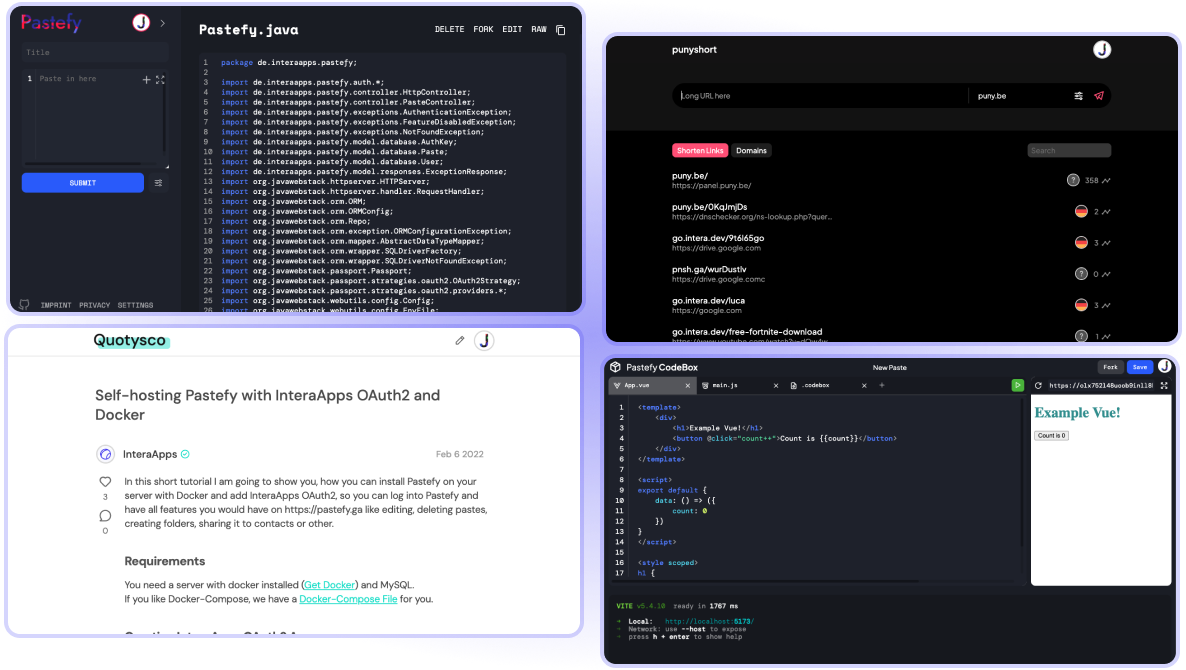 Pastefy
J
Title
1 Paste in here
SUBMIT
IMPRINT PRIVACY SETTINGS
Pastefy.java
DELETE FORK EDIT RAW
1 package de.interaapps.pastefy;
2
3 import de.interaapps.pastefy.auth.*;
4 import de.interaapps.pastefy.controller.HttpController;
5 import de.interaapps.pastefy.controller.PasteController;
6 import de.interaapps.pastefy.exceptions.AuthenticationException;
7 import de.interaapps.pastefy.exceptions.FeatureDisabledException;
8 import de.interaapps.pastefy.exceptions.NotFoundException;
9 import de.interaapps.pastefy.model.database.AuthKey;
10 import de.interaapps.pastefy.model.database.Paste;
11 import de.interaapps.pastefy.model.database.User;
12 import de.interaapps.pastefy.model.responses.ExceptionResponse;
13 import org.javawebstack.httpserver.HTTPServer;
14 import org.javawebstack.httpserver.handler.RequestHandler;
15 import org.javawebstack.orm.ORM;
16 import org.javawebstack.orm.ORMConfig;
17 import org.javawebstack.orm.Repo;
18 import org.javawebstack.orm.exception.ORMConfigurationException;
19 import org.javawebstack.orm.mapper.AbstractDataTypeMapper;
20 import org.javawebstack.orm.wrapper.SQLDriverFactory;
21 import org.javawebstack.orm.wrapper.SQLDriverNotFoundException;
22 import org.javawebstack.passport.Passport;
23 import org.javawebstack.passport.strategies.oauth2.OAuth2Strategy;
24 import org.javawebstack.passport.strategies.oauth2.providers.*;
25 import org.javawebstack.webutils.config.Config;
26 import org.javawebstack.webutils.config.EnvFile;
punyshort
J
Long URL here
puny.be
Shorten Links Domains
Search
puny.be/
https://panel.puny.be/
? 358
puny.be/0KqJmjDs
https://dnschecker.org/ns-lookup.php?quer...
2
go.intera.dev/9t6l65go
https://drive.google.com
3
pnsh.ga/wurDustlv
https://drive.google.comc
? 0
go.intera.dev/luca
https://google.com
3
go.intera.dev/free-fortnite-download
https://www.youtube.com/watch?v=dQw4w...
? 1
Quotysco
J
Self-hosting Pastefy with InteraApps OAuth2 and
Docker
InteraApps
Feb 6 2022
3
0
In this short tutorial I am going to show you, how you can install Pastefy on your
server with Docker and add InteraApps OAuth2, so you can log into Pastefy and
have all features you would have on https://pastefy.ga like editing, deleting pastes,
creating folders, sharing it to contacts or other.
Requirements
You need a server with docker installed (Get Docker) and MySQL.
If you like Docker-Compose, we have a Docker-Compose File for you.
Pastefy CodeBox
New Paste
Fork Save J
App.vue × main.js × .codebox × +
https://olx752148uoob9in1l8
1 <template>
2 <div>
3 <h1>Example Vue!</h1>
4 <button @click="count++">Count is {{count}}</button>
5 </div>
6 </template>
7
8 <script>
9 export default {
10 data: () => ({
11 count: 0
12 })
13 }
14 </script>
15
16 <style scoped>
17 h1 {
Example Vue!
Count is 0
VITE v5.4.10 ready in 1767 ms
➜ Local: http://localhost:5173/
➜ Network: use --host to expose
➜ press h + enter to show help